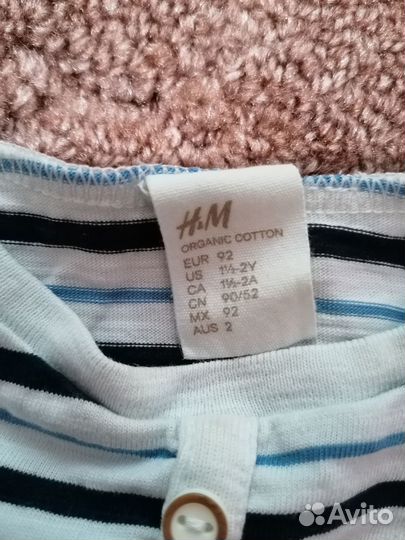 H&M
ORGANIC COTTON
EUR 92
US 1½-2Y
CA 1½-2A
CN 90/52
MX 92
AUS 2
Avito